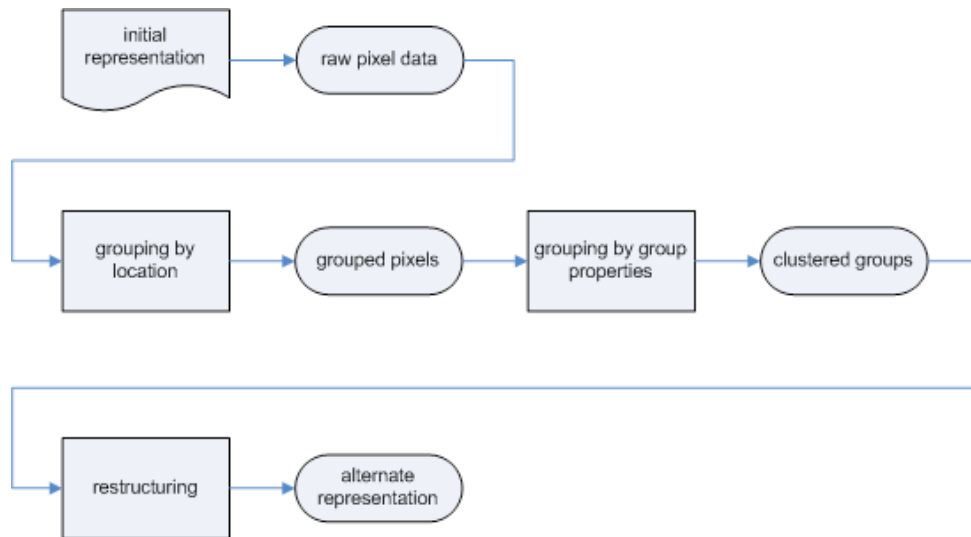 initial
representation
raw pixel data
grouping by
location
grouped pixels
grouping by group
properties
clustered groups
restructuring
alternate
representation